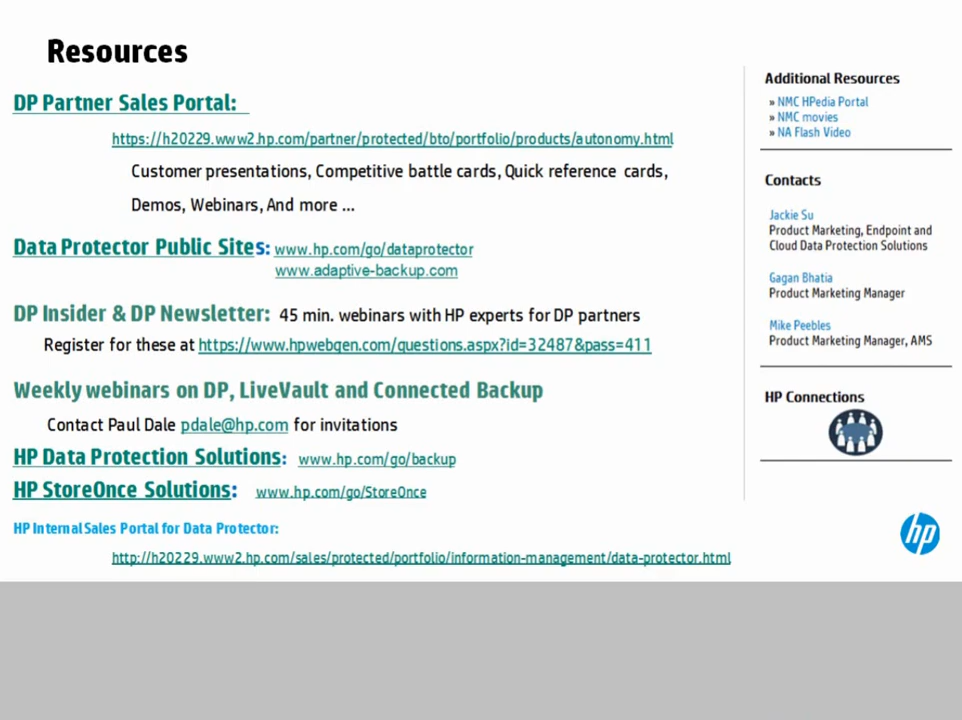 Resources
DP Partner Sales Portal:
https://h20229.www2.hp.com/partner/protected/bto/portfolio/products/autonomy.html
Customer presentations, Competitive battle cards, Quick reference cards,
Demos, Webinars, And more ...
Data Protector Public Sites: www.hp.com/go/dataprotector
www.adaptive-backup.com
DP Insider & DP Newsletter: 45 min. webinars with HP experts for DP partners
Register for these at https://www.hpwebgen.com/questions.aspx?id=32487&pass=411
Weekly webinars on DP, LiveVault and Connected Backup
Contact Paul Dale pdale@hp.com for invitations
HP Data Protection Solutions: www.hp.com/go/backup
HP StoreOnce Solutions: www.hp.com/go/StoreOnce
HP Internal Sales Portal for Data Protector:
http://h20229.www2.hp.com/sales/protected/portfolio/information-management/data-protector.html
Additional Resources
» NMC HPedia Portal
» NMC movies
» NA Flash Video
Contacts
Jackie Su
Product Marketing, Endpoint and
Cloud Data Protection Solutions
Gagan Bhatia
Product Marketing Manager
Mike Peebles
Product Marketing Manager, AMS
HP Connections
hp